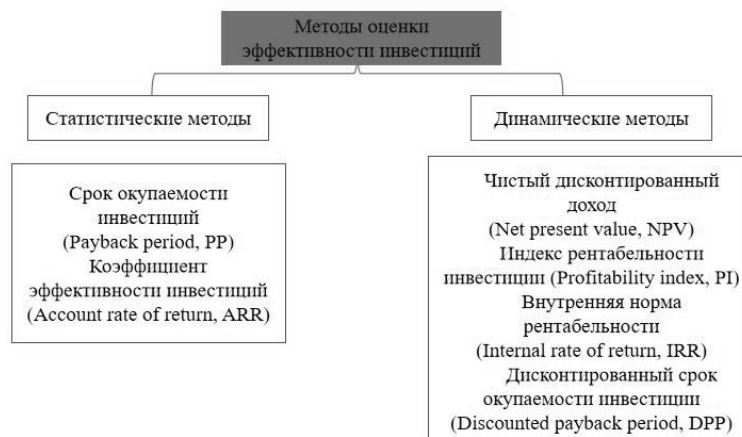 Методы оценки
эффективности инвестиций
Статистические методы
Динамические методы
Срок окупаемости
инвестиций
(Payback period, PP)
Коэффициент
эффективности инвестиций
(Account rate of return, ARR)
Чистый дисконтированный
доход
(Net present value, NPV)
Индекс рентабельности
инвестиции (Profitability index, PI)
Внутренняя норма
рентабельности
(Internal rate of return, IRR)
Дисконтированный срок
окупаемости инвестиции
(Discounted payback period, DPP)